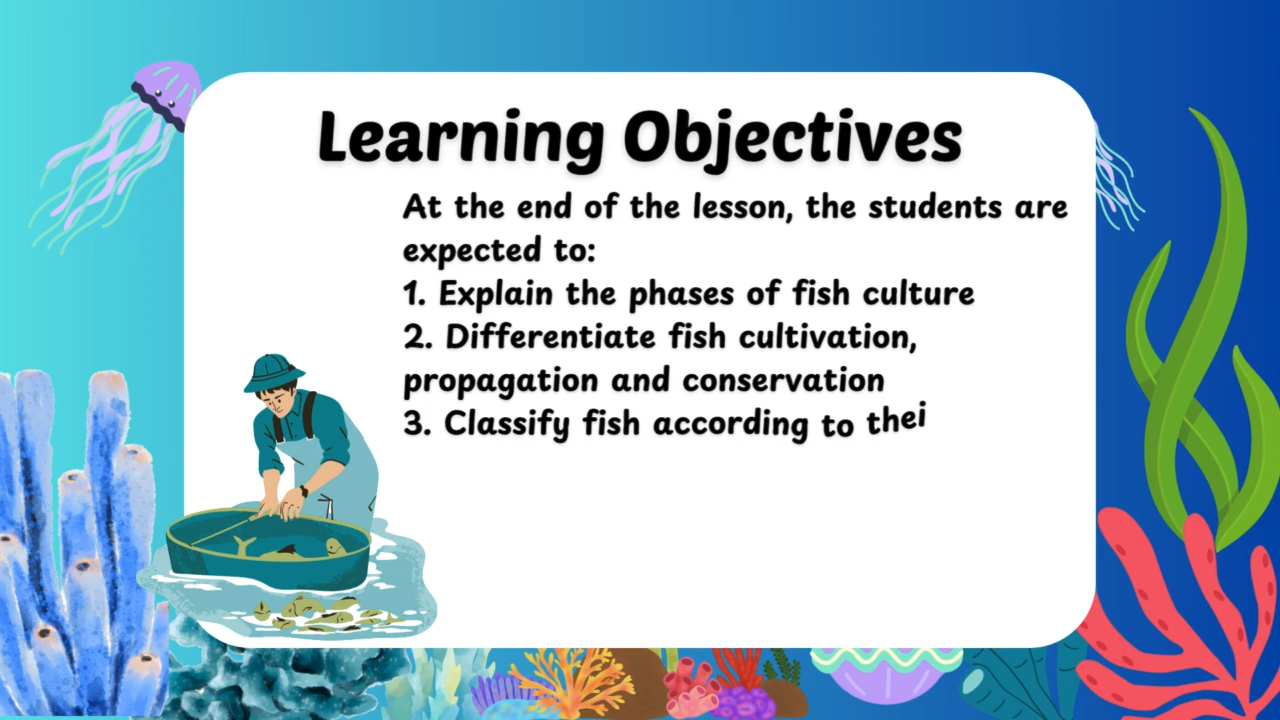 Learning Objectives
At the end of the lesson, the students are
expected to:
1. Explain the phases of fish culture
2. Differentiate fish cultivation,
propagation and conservation
3. Classify fish according to thei